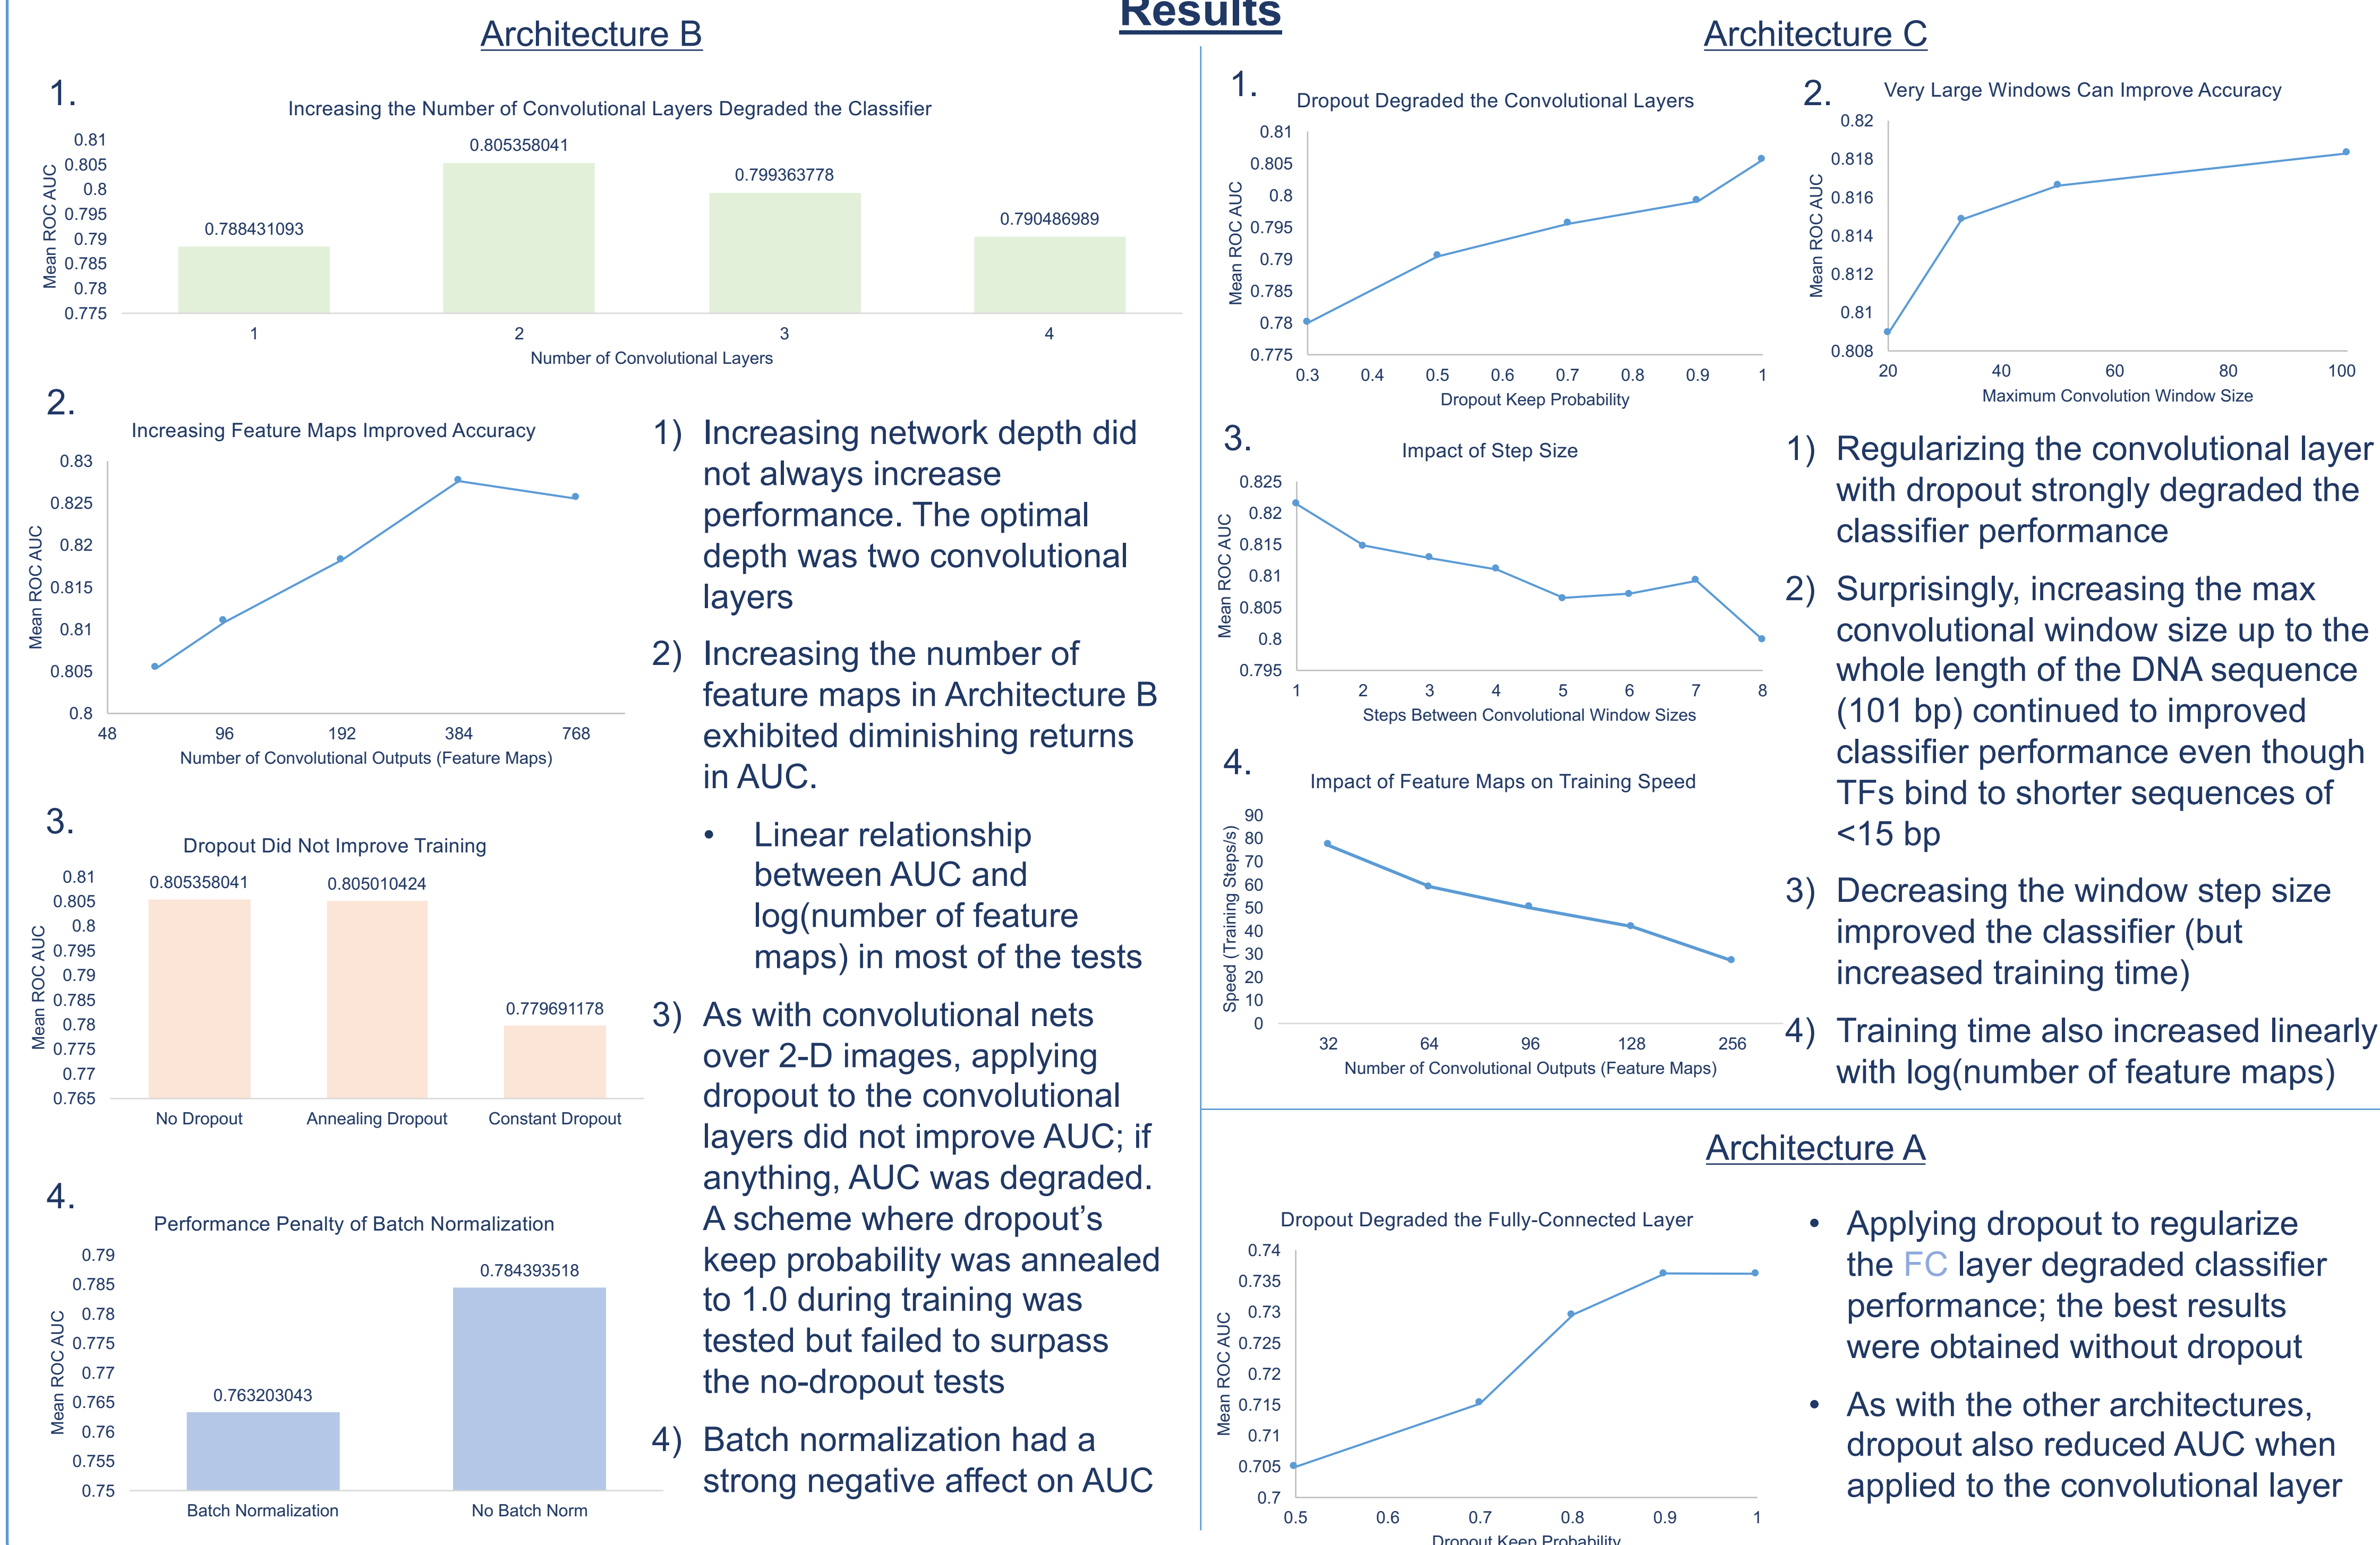 Results
Architecture B
1.
Increasing the Number of Convolutional Layers Degraded the Classifier
Mean ROC AUC
0.81
0.805
0.8
0.795
0.79
0.785
0.78
0.775
0.788431093
0.805358041
0.799363778
0.790486989
1
2
3
4
Number of Convolutional Layers
2.
Increasing Feature Maps Improved Accuracy
Mean ROC AUC
0.83
0.825
0.82
0.815
0.81
0.805
0.8
48
96
192
384
768
Number of Convolutional Outputs (Feature Maps)
3.
Dropout Did Not Improve Training
Mean ROC AUC
0.81
0.805
0.8
0.795
0.79
0.785
0.78
0.775
0.77
0.765
0.805358041
0.805010424
0.779691178
No Dropout
Annealing Dropout
Constant Dropout
4.
Performance Penalty of Batch Normalization
Mean ROC AUC
0.79
0.785
0.78
0.775
0.77
0.765
0.76
0.755
0.75
0.763203043
0.784393518
Batch Normalization
No Batch Norm
1) Increasing network depth did
not always increase
performance. The optimal
depth was two convolutional
layers
2) Increasing the number of
feature maps in Architecture B
exhibited diminishing returns
in AUC.
• Linear relationship
between AUC and
log(number of feature
maps) in most of the tests
3) As with convolutional nets
over 2-D images, applying
dropout to the convolutional
layers did not improve AUC; if
anything, AUC was degraded.
A scheme where dropout’s
keep probability was annealed
to 1.0 during training was
tested but failed to surpass
the no-dropout tests
4) Batch normalization had a
strong negative affect on AUC
Architecture C
1.
Dropout Degraded the Convolutional Layers
Mean ROC AUC
0.81
0.805
0.8
0.795
0.79
0.785
0.78
0.775
0.3
0.4
0.5
0.6
0.7
0.8
0.9
1
Dropout Keep Probability
2.
Very Large Windows Can Improve Accuracy
Mean ROC AUC
0.82
0.818
0.816
0.814
0.812
0.81
0.808
20
40
60
80
100
Maximum Convolution Window Size
3.
Impact of Step Size
Mean ROC AUC
0.825
0.82
0.815
0.81
0.805
0.8
0.795
1
2
3
4
5
6
7
8
Steps Between Convolutional Window Sizes
4.
Impact of Feature Maps on Training Speed
Speed (Training Steps/s)
90
80
70
60
50
40
30
20
10
0
32
64
96
128
256
Number of Convolutional Outputs (Feature Maps)
1) Regularizing the convolutional layer
with dropout strongly degraded the
classifier performance
2) Surprisingly, increasing the max
convolutional window size up to the
whole length of the DNA sequence
(101 bp) continued to improved
classifier performance even though
TFs bind to shorter sequences of
<15 bp
3) Decreasing the window step size
improved the classifier (but
increased training time)
4) Training time also increased linearly
with log(number of feature maps)
Architecture A
Dropout Degraded the Fully-Connected Layer
Mean ROC AUC
0.74
0.735
0.73
0.725
0.72
0.715
0.71
0.705
0.7
0.5
0.6
0.7
0.8
0.9
1
Dropout Keep Probability
• Applying dropout to regularize
the FC layer degraded classifier
performance; the best results
were obtained without dropout
• As with the other architectures,
dropout also reduced AUC when
applied to the convolutional layer